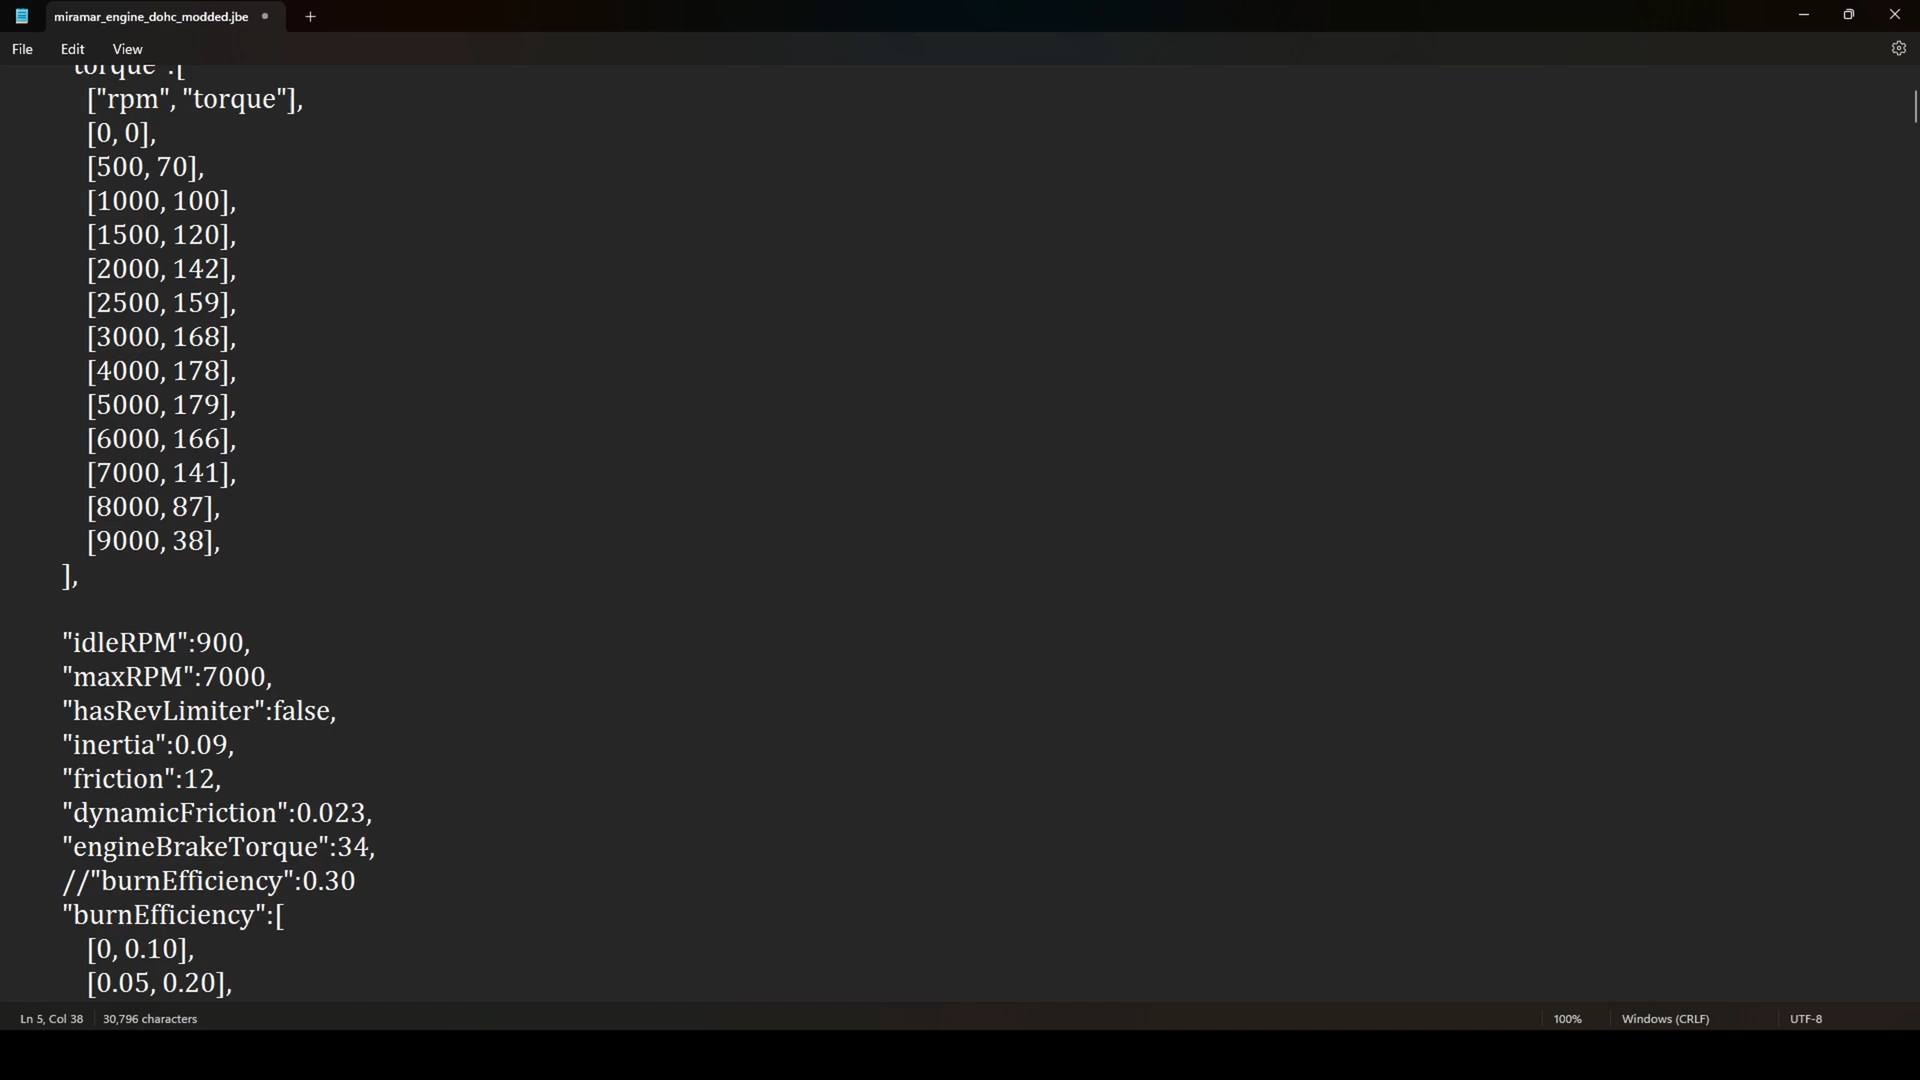 miramar_engine_dohc_modded.jbe
File Edit View
"torque":[
["rpm", "torque"],
[0, 0],
[500, 70],
[1000, 100],
[1500, 120],
[2000, 142],
[2500, 159],
[3000, 168],
[4000, 178],
[5000, 179],
[6000, 166],
[7000, 141],
[8000, 87],
[9000, 38],
],
"idleRPM":900,
"maxRPM":7000,
"hasRevLimiter":false,
"inertia":0.09,
"friction":12,
"dynamicFriction":0.023,
"engineBrakeTorque":34,
//"burnEfficiency":0.30
"burnEfficiency":[
[0, 0.10],
[0.05, 0.20],
Ln 5, Col 38 30,796 characters 100% Windows (CRLF) UTF-8